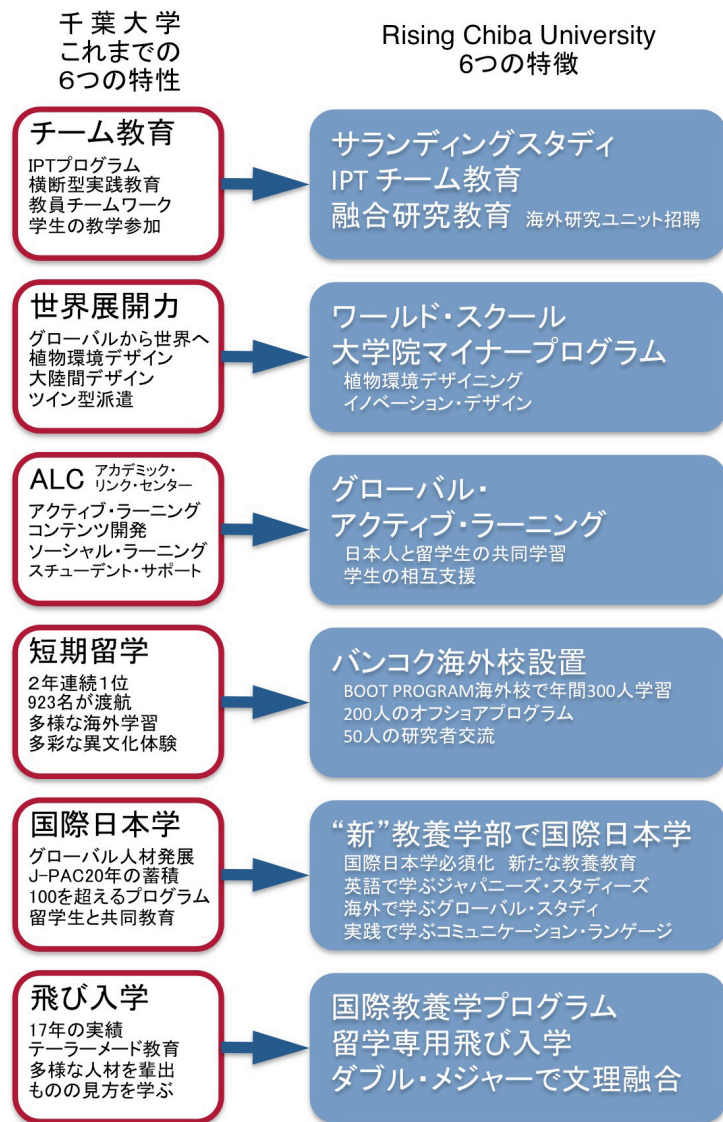 千葉大学
これまでの
6つの特性
Rising Chiba University
6つの特徴
チーム教育
IPTプログラム
横断型実践教育
教員チームワーク
学生の教学参加
サランディングスタディ
IPT チーム教育
融合研究教育 海外研究ユニット招聘
世界展開力
グローバルから世界へ
植物環境デザイン
大陸間デザイン
ツイン型派遣
ワールド・スクール
大学院マイナープログラム
植物環境デザイニング
イノベーション・デザイン
ALC アカデミック・
リンク・センター
アクティブ・ラーニング
コンテンツ開発
ソーシャル・ラーニング
スチューデント・サポート
グローバル・
アクティブ・ラーニング
日本人と留学生の共同学習
学生の相互支援
短期留学
2年連続1位
923名が渡航
多様な海外学習
多彩な異文化体験
バンコク海外校設置
BOOT PROGRAM海外校で年間300人学習
200人のオフショアプログラム
50人の研究者交流
国際日本学
グローバル人材発展
J-PAC20年の蓄積
100を超えるプログラム
留学生と共同教育
“新”教養学部で国際日本学
国際日本学必須化 新たな教養教育
英語で学ぶジャパニーズ・スタディーズ
海外で学ぶグローバル・スタディ
実践で学ぶコミュニケーション・ランゲージ
飛び入学
17年の実績
テーラーメード教育
多様な人材を輩出
ものの見方を学ぶ
国際教養学プログラム
留学専用飛び入学
ダブル・メジャーで文理融合